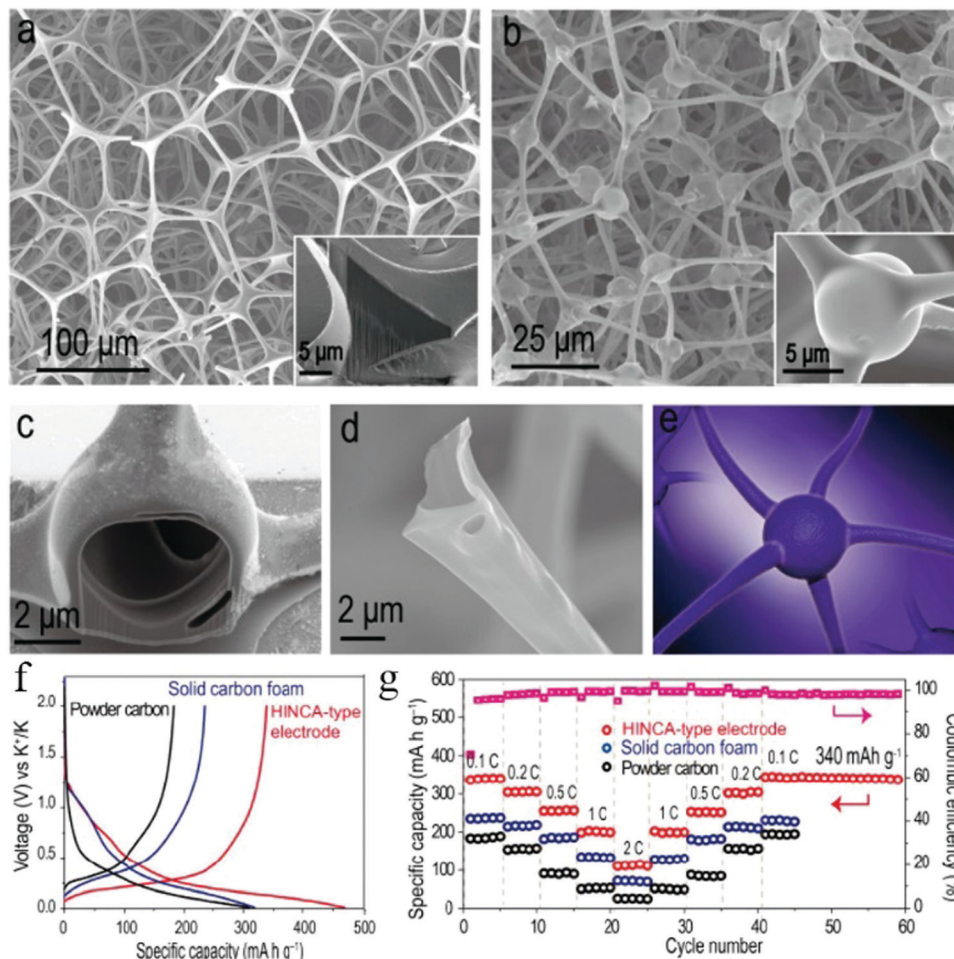 a
100 µm
5 µm
b
25 µm
5 µm
c
2 µm
d
2 µm
e
f
Voltage (V) vs K⁺/K
2.0
1.5
1.0
0.5
0.0
Solid carbon foam
Powder carbon
HINCA-type
electrode
0 100 200 300 400 500
Specific capacity (mA h g⁻¹)
g
Specific capacity (mA h g⁻¹)
600
500
400
300
200
100
0
HINCA-type electrode
Solid carbon foam
Powder carbon
0.1 C
0.2 C
0.5 C
1 C
2 C
1 C
0.5 C
0.2 C
0.1 C
340 mAh g⁻¹
100
80
60
40
20
0
Coulombic efficiency (%)
0 10 20 30 40 50 60
Cycle number